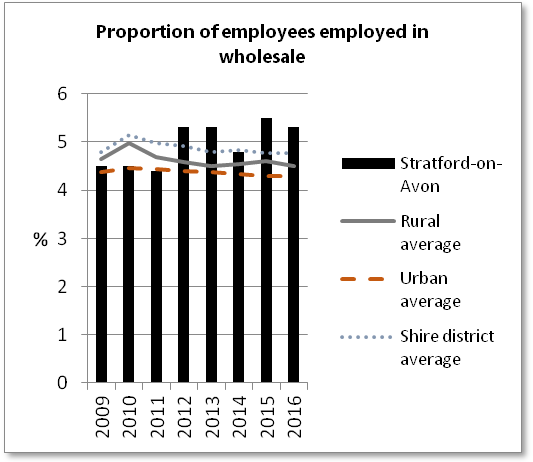 Proportion of employees employed in
wholesale
6
5
4
3
2
1
0
%
2009
2010
2011
2012
2013
2014
2015
2016
Stratford-on-
Avon
Rural
average
Urban
average
Shire district
average